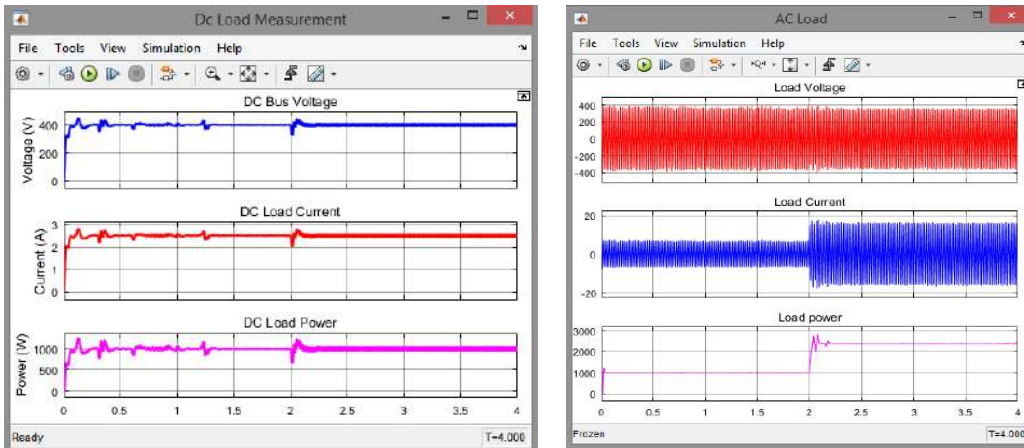 Dc Load Measurement
File Tools View Simulation Help
DC Bus Voltage
Voltage (V)
400
200
0
DC Load Current
Current (A)
3
2
1
0
DC Load Power
Power (W)
1000
500
0
0 0.5 1 1.5 2 2.5 3 3.5 4
Ready T=4.000
AC Load
File Tools View Simulation Help
Load Voltage
400
200
0
-200
-400
Load Current
20
0
-20
Load power
3000
2000
1000
0
0 0.5 1 1.5 2 2.5 3 3.5 4
Frozen T=4.000